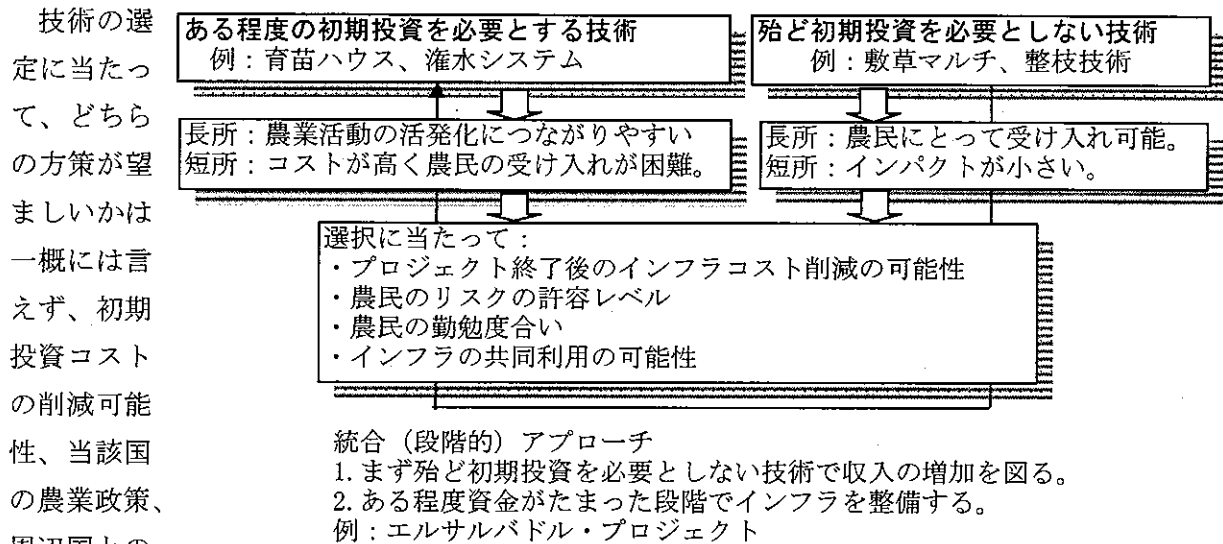 技術の選
定に当たっ
て、どちら
の方策が望
ましいかは
一概には言
えず、初期
投資コスト
の削減可能
性、当該国
の農業政策、
周辺国との
ある程度の初期投資を必要とする技術
例：育苗ハウス、潅水システム
殆ど初期投資を必要としない技術
例：敷草マルチ、整枝技術
長所：農業活動の活発化につながりやすい
短所：コストが高く農民の受け入れが困難。
長所：農民にとって受け入れ可能。
短所：インパクトが小さい。
選択に当たって：
・プロジェクト終了後のインフラコスト削減の可能性
・農民のリスクの許容レベル
・農民の勤勉度合い
・インフラの共同利用の可能性
統合（段階的）アプローチ
1. まず殆ど初期投資を必要としない技術で収入の増加を図る。
2. ある程度資金がたまった段階でインフラを整備する。
例：エルサルバドル・プロジェクト